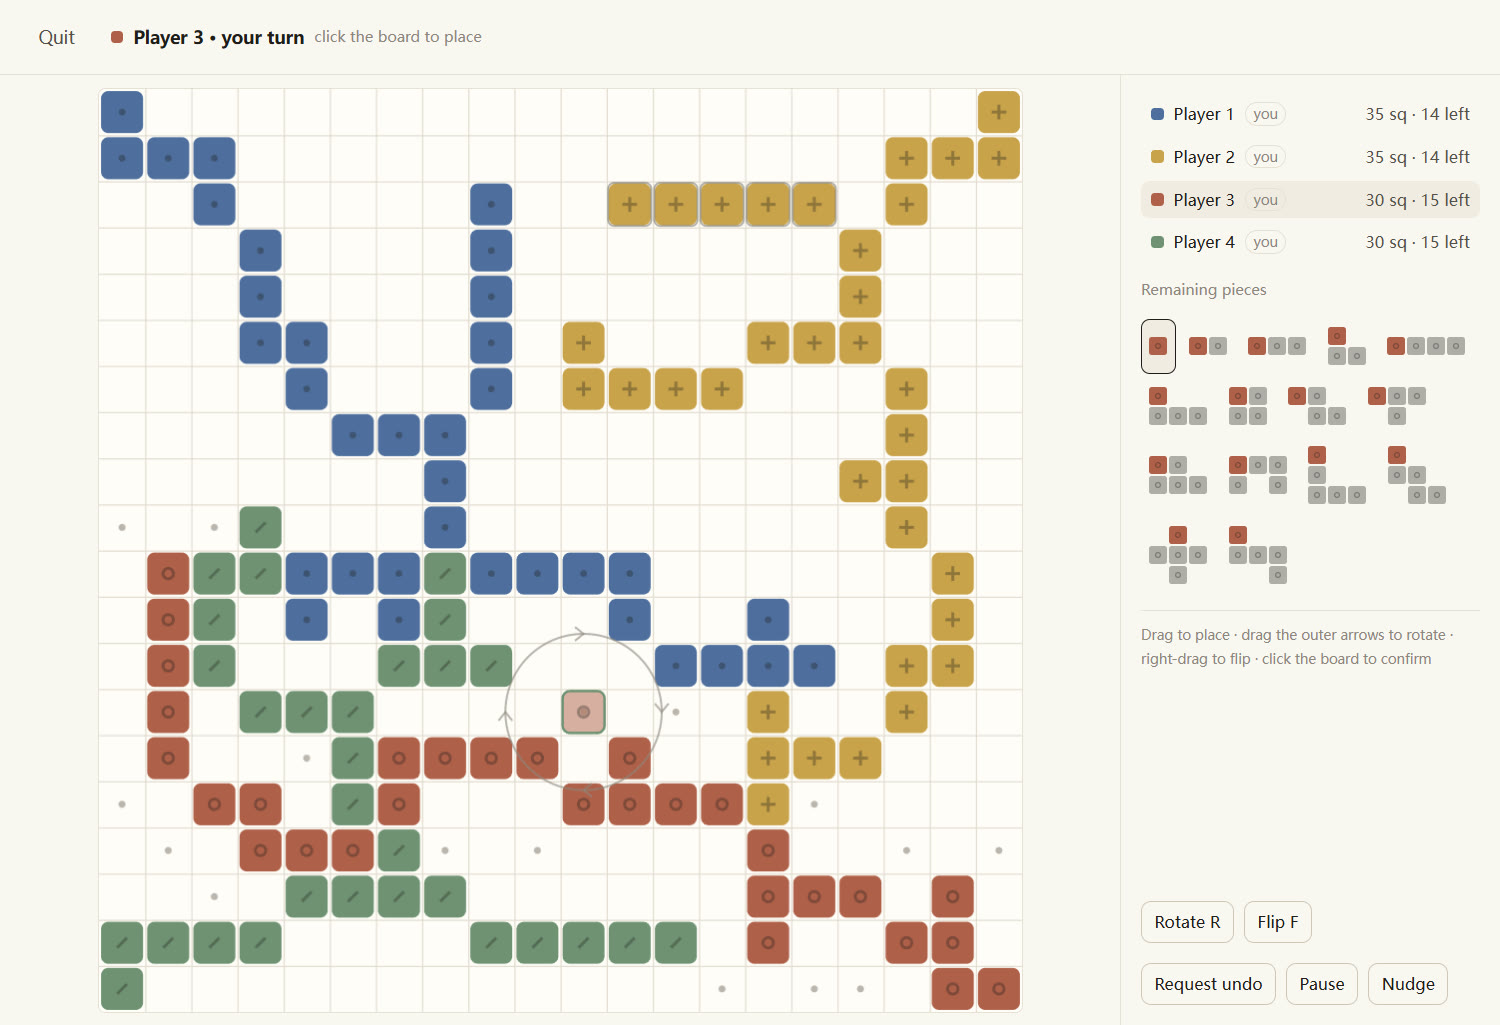 Quit
Player 3 • your turn click the board to place
Player 1 you 35 sq · 14 left
Player 2 you 35 sq · 14 left
Player 3 you 30 sq · 15 left
Player 4 you 30 sq · 15 left
Remaining pieces
Drag to place · drag the outer arrows to rotate ·
right-drag to flip · click the board to confirm
Rotate R Flip F
Request undo Pause Nudge